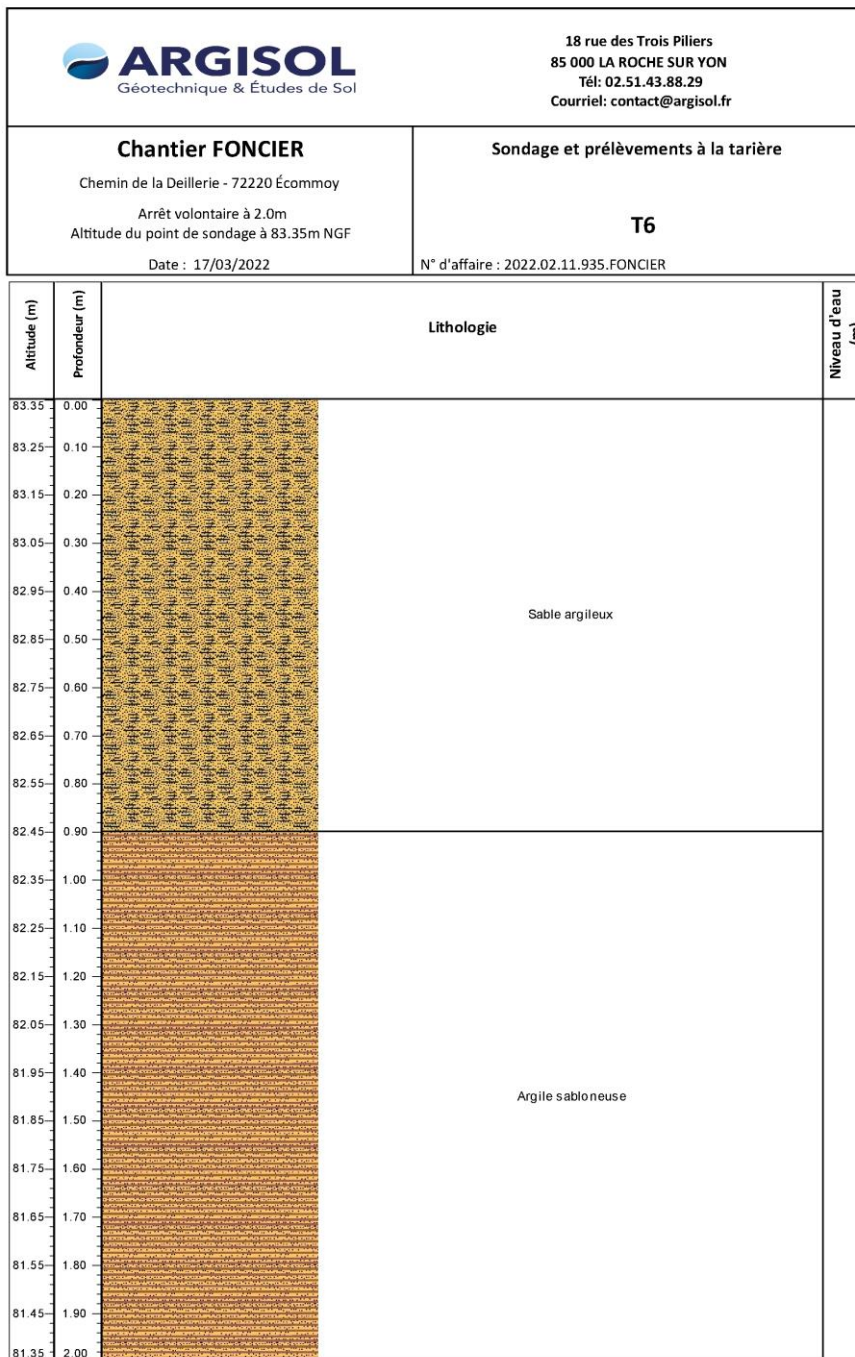 ARGISOL
Géotechnique & Études de Sol
18 rue des Trois Piliers
85 000 LA ROCHE SUR YON
Tél: 02.51.43.88.29
Courriel: contact@argisol.fr
Chantier FONCIER
Chemin de la Deillerie - 72220 Écommoy
Arrêt volontaire à 2.0m
Altitude du point de sondage à 83.35m NGF
Date : 17/03/2022
Sondage et prélèvements à la tarière
T6
N° d'affaire : 2022.02.11.935.FONCIER
Altitude (m)
Profondeur (m)
Lithologie
Niveau d'eau
(m)
83.35 0.00
83.25 0.10
83.15 0.20
83.05 0.30
82.95 0.40
Sable argileux
82.85 0.50
82.75 0.60
82.65 0.70
82.55 0.80
82.45 0.90
82.35 1.00
82.25 1.10
82.15 1.20
82.05 1.30
81.95 1.40
Argile sabloneuse
81.85 1.50
81.75 1.60
81.65 1.70
81.55 1.80
81.45 1.90
81.35 2.00